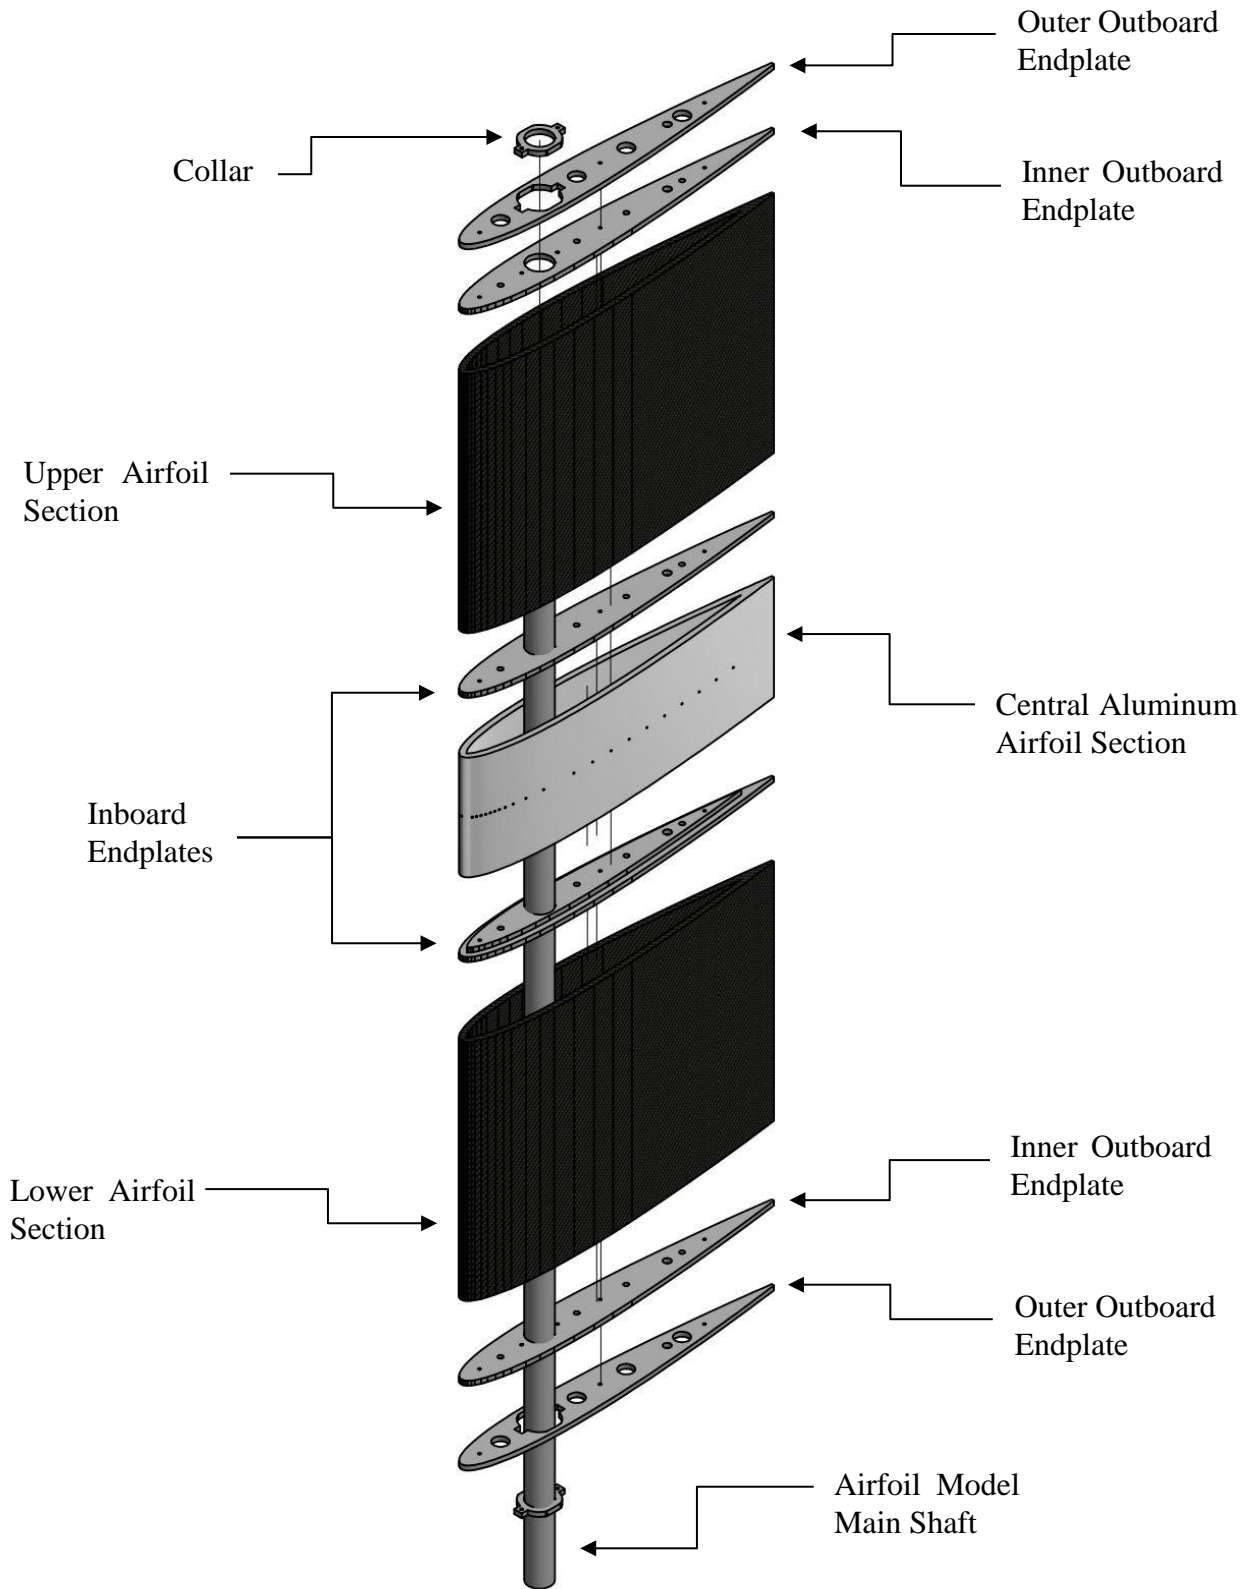 Outer Outboard
Endplate
Collar
Inner Outboard
Endplate
Upper Airfoil
Section
Central Aluminum
Airfoil Section
Inboard
Endplates
Inner Outboard
Endplate
Lower Airfoil
Section
Outer Outboard
Endplate
Airfoil Model
Main Shaft